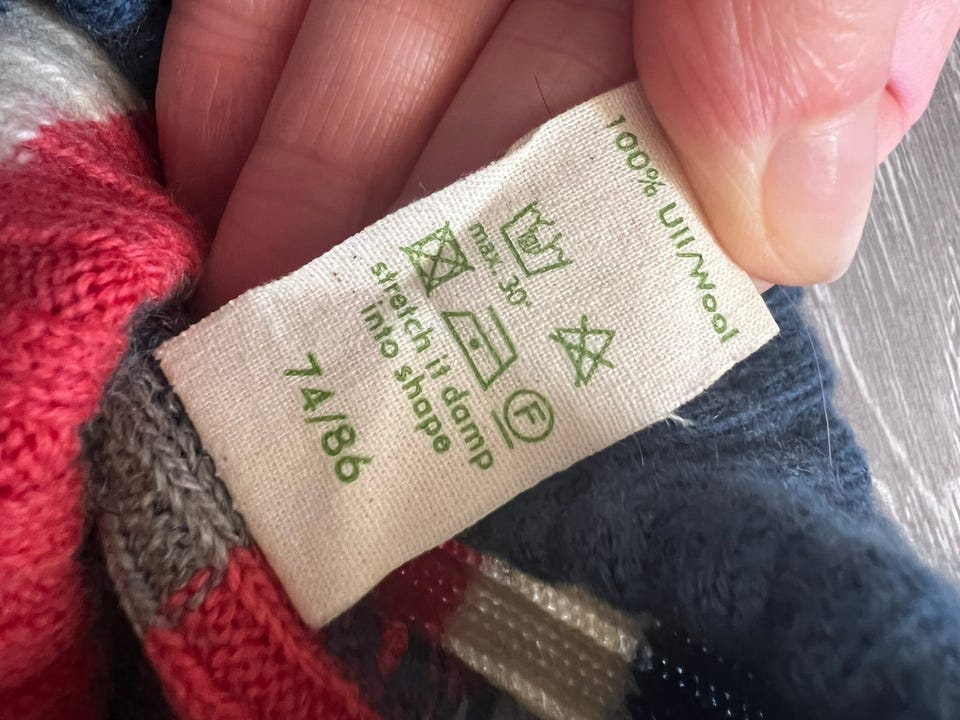 100% Ull/Wool
max. 30°
F
stretch it damp
into shape
74/86